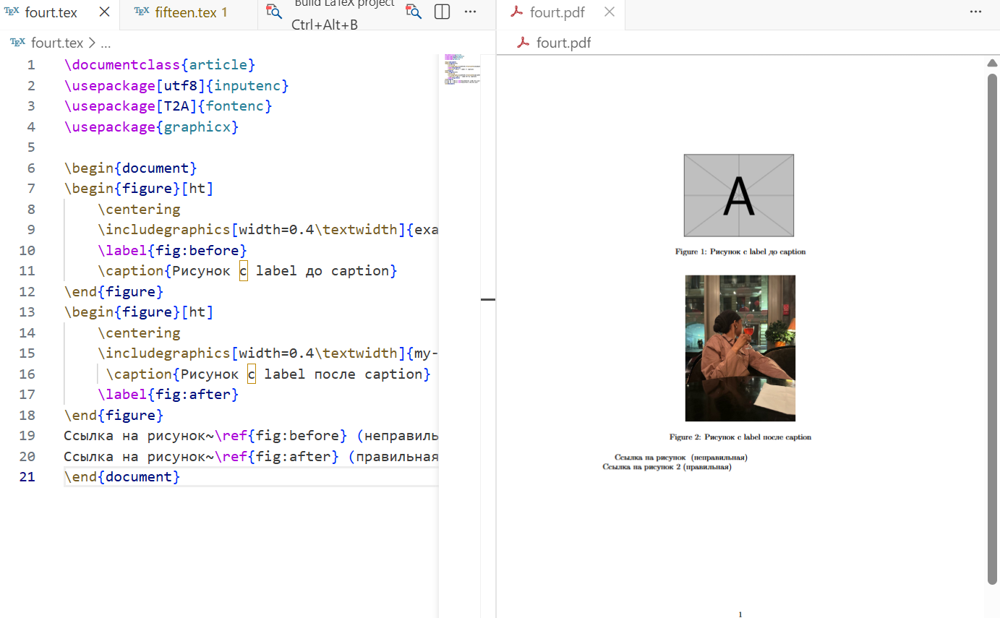 TEX fourt.tex
TEX fifteen.tex 1
Build LaTeX project
Ctrl+Alt+B
fourt.pdf
TEX fourt.tex > ...
fourt.pdf
1 \documentclass{article}
2 \usepackage[utf8]{inputenc}
3 \usepackage[T2A]{fontenc}
4 \usepackage{graphicx}
5
6 \begin{document}
7 \begin{figure}[ht]
8 \centering
9 \includegraphics[width=0.4\textwidth]{exa
10 \label{fig:before}
11 \caption{Рисунок с label до caption}
12 \end{figure}
13 \begin{figure}[ht]
14 \centering
15 \includegraphics[width=0.4\textwidth]{my-
16 \caption{Рисунок с label после caption}
17 \label{fig:after}
18 \end{figure}
19 Ссылка на рисунок~\ref{fig:before} (неправиль
20 Ссылка на рисунок~\ref{fig:after} (правильная
21 \end{document}
A
Figure 1: Рисунок с label до caption
Figure 2: Рисунок с label после caption
Ссылка на рисунок (неправильная)
Ссылка на рисунок 2 (правильная)
1